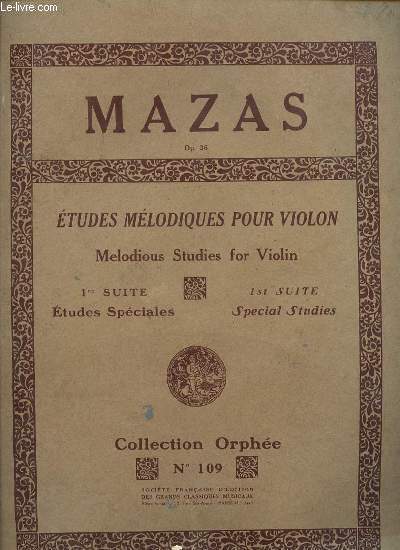 Le-livre.com
MAZAS
Op. 36
ÉTUDES MÉLODIQUES POUR VIOLON
Melodious Studies for Violin
1re SUITE
Études Spéciales
1st SUITE
Special Studies
Collection Orphée
N° 109
SOCIÉTÉ FRANÇAISE D'ÉDITION
DES GRANDS CLASSIQUES MUSICAUX